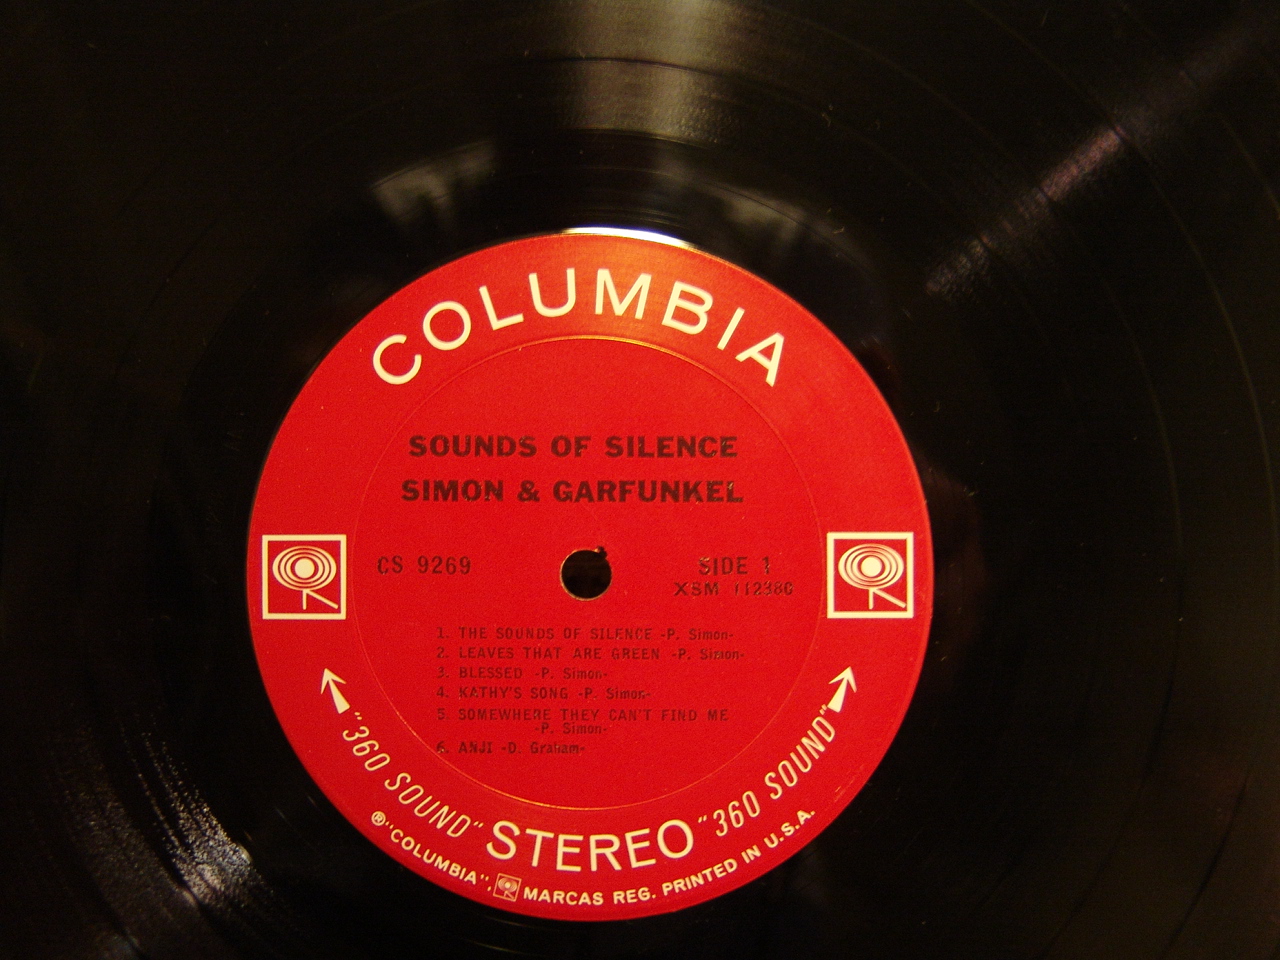 COLUMBIA
SOUNDS OF SILENCE
SIMON & GARFUNKEL
CS 9269
SIDE 1
XSM
1. THE SOUNDS OF SILENCE -P. Simon-
2. LEAVES THAT ARE GREEN -P. Simon-
3. BLESSED -P. Simon-
4. KATHY'S SONG -P. Simon-
5. SOMEWHERE THEY CAN'T FIND ME
-P. Simon-
6. ANJI -D. Graham-
"360 SOUND" STEREO "360 SOUND"
®"COLUMBIA", MARCAS REG. PRINTED IN U.S.A.